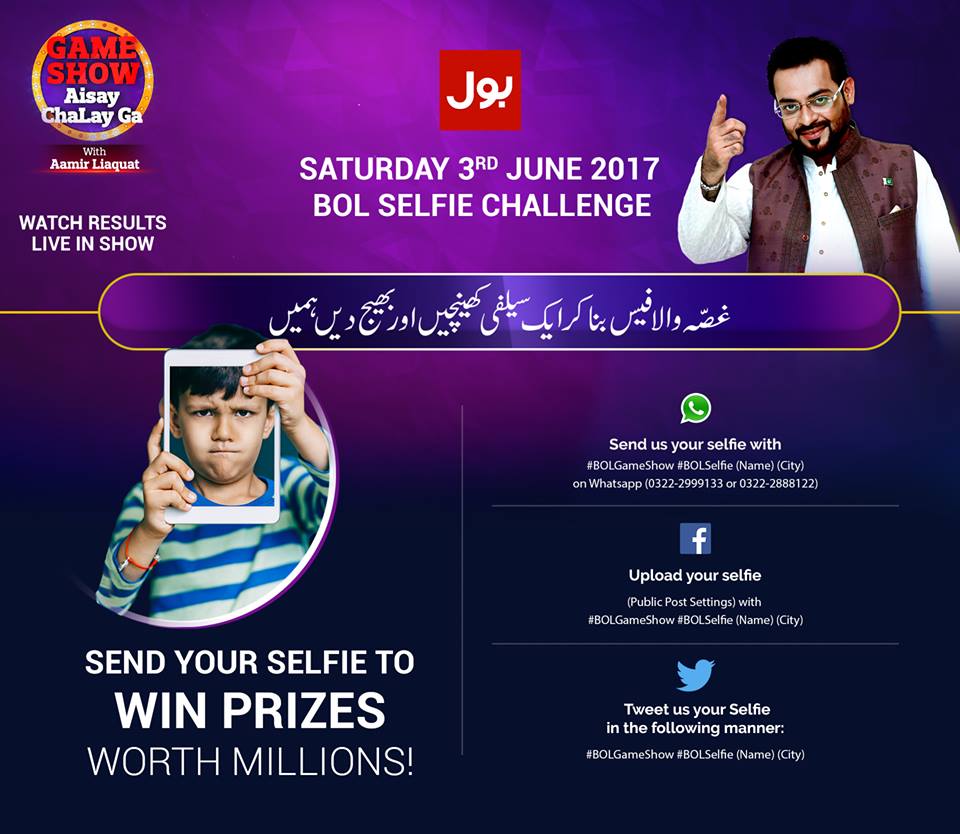 GAME
SHOW
Aisay
ChaLay Ga
With
Aamir Liaquat
WATCH RESULTS
LIVE IN SHOW
بول
SATURDAY 3RD JUNE 2017
BOL SELFIE CHALLENGE
غصّہ والا فیس بنا کر ایک سیلفی کھینچیں اور بھیج دیں ہمیں
SEND YOUR SELFIE TO
WIN PRIZES
WORTH MILLIONS!
Send us your selfie with
#BOLGameShow #BOLSelfie (Name) (City)
on Whatsapp (0322-2999133 or 0322-2888122)
Upload your selfie
(Public Post Settings) with
#BOLGameShow #BOLSelfie (Name) (City)
Tweet us your Selfie
in the following manner:
#BOLGameShow #BOLSelfie (Name) (City)